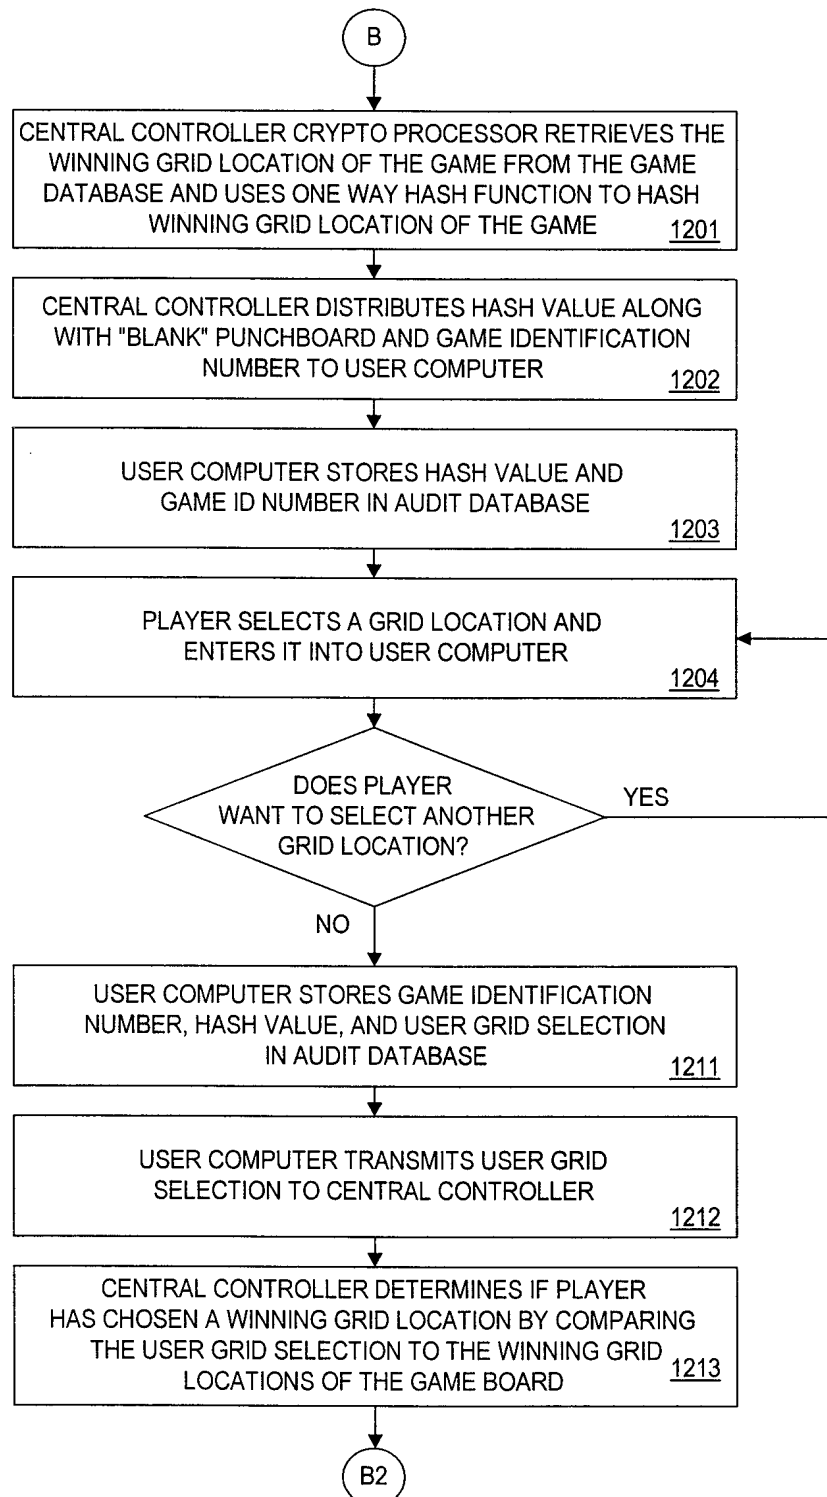 B
CENTRAL CONTROLLER CRYPTO PROCESSOR RETRIEVES THE
WINNING GRID LOCATION OF THE GAME FROM THE GAME
DATABASE AND USES ONE WAY HASH FUNCTION TO HASH
WINNING GRID LOCATION OF THE GAME
1201
CENTRAL CONTROLLER DISTRIBUTES HASH VALUE ALONG
WITH "BLANK" PUNCHBOARD AND GAME IDENTIFICATION
NUMBER TO USER COMPUTER
1202
USER COMPUTER STORES HASH VALUE AND
GAME ID NUMBER IN AUDIT DATABASE
1203
PLAYER SELECTS A GRID LOCATION AND
ENTERS IT INTO USER COMPUTER
1204
DOES PLAYER
WANT TO SELECT ANOTHER
GRID LOCATION?
YES
NO
USER COMPUTER STORES GAME IDENTIFICATION
NUMBER, HASH VALUE, AND USER GRID SELECTION
IN AUDIT DATABASE
1211
USER COMPUTER TRANSMITS USER GRID
SELECTION TO CENTRAL CONTROLLER
1212
CENTRAL CONTROLLER DETERMINES IF PLAYER
HAS CHOSEN A WINNING GRID LOCATION BY COMPARING
THE USER GRID SELECTION TO THE WINNING GRID
LOCATIONS OF THE GAME BOARD
1213
B2